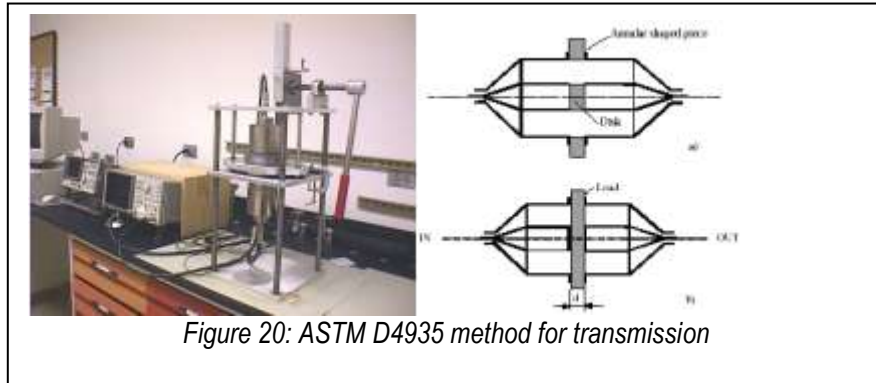 Annular shaped piece
Disk
a)
Load
IN
OUT
d
b)
Figure 20: ASTM D4935 method for transmission